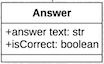 Answer
+answer text: str
+isCorrect: boolean